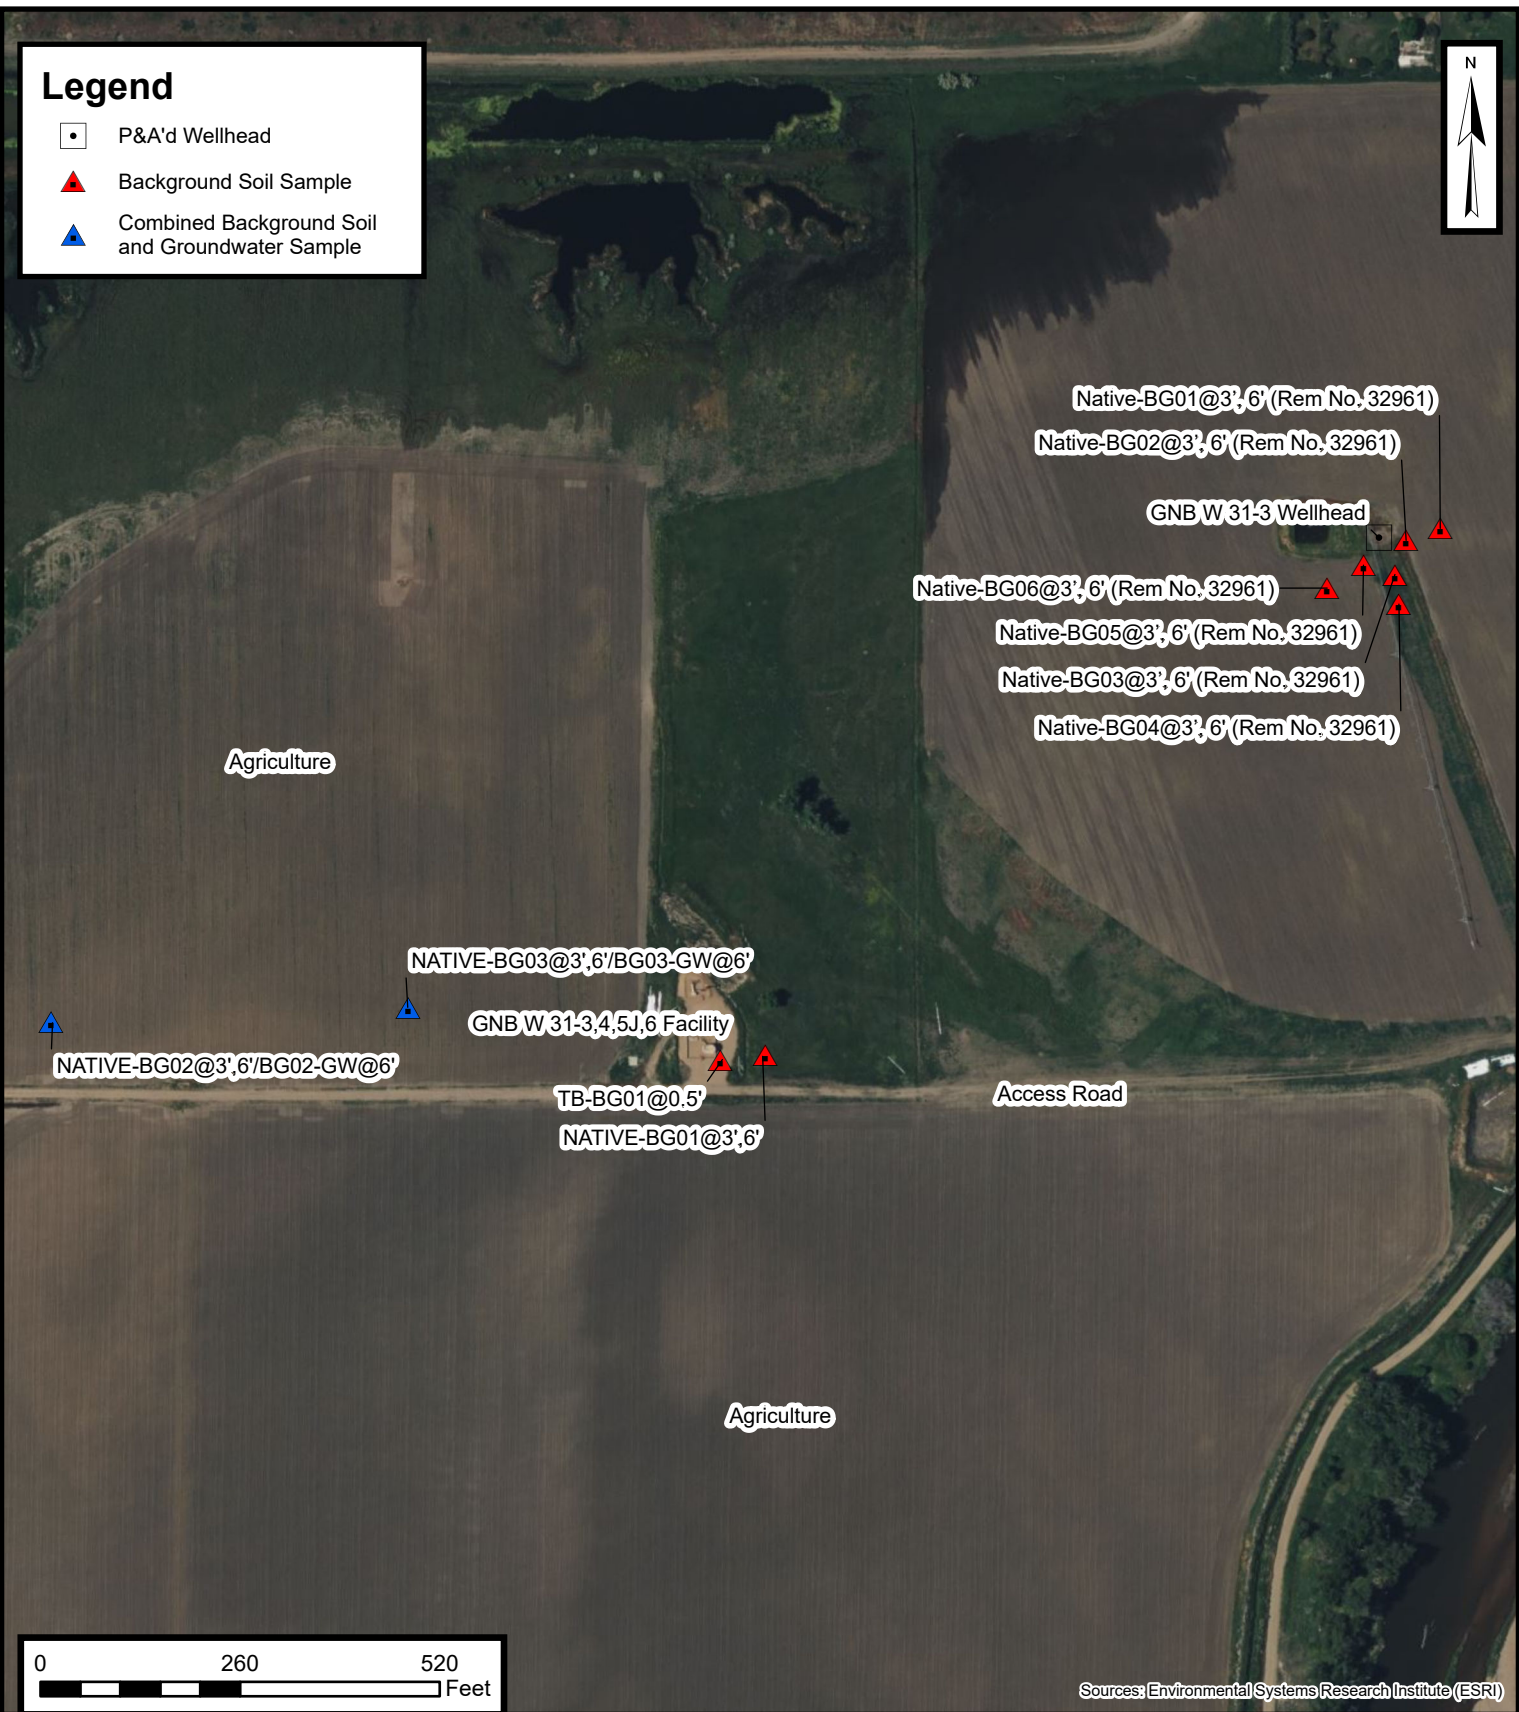 Legend
P&A'd Wellhead
Background Soil Sample
Combined Background Soil
and Groundwater Sample
N
Native-BG01@3', 6' (Rem No. 32961)
Native-BG02@3', 6' (Rem No. 32961)
GNB W 31-3 Wellhead
Native-BG06@3', 6' (Rem No. 32961)
Native-BG05@3', 6' (Rem No. 32961)
Native-BG03@3', 6' (Rem No. 32961)
Native-BG04@3', 6' (Rem No. 32961)
Agriculture
NATIVE-BG03@3',6'/BG03-GW@6'
GNB W 31-3,4,5J,6 Facility
NATIVE-BG02@3',6'/BG02-GW@6'
TB-BG01@0.5'
Access Road
NATIVE-BG01@3',6'
Agriculture
0 260 520
Feet
Sources: Environmental Systems Research Institute (ESRI)